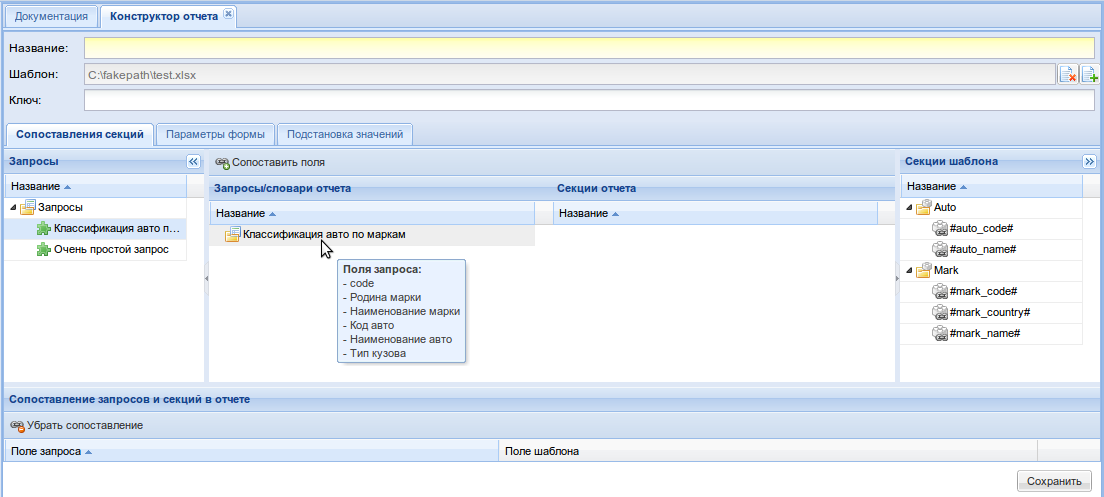 Документация
Конструктор отчета
Название:
Шаблон: C:\fakepath\test.xlsx
Ключ:
Сопоставления секций
Параметры формы
Подстановка значений
Запросы
Название
Запросы
Классификация авто п...
Очень простой запрос
Сопоставить поля
Запросы/словари отчета
Название
Классификация авто по маркам
Поля запроса:
- code
- Родина марки
- Наименование марки
- Код авто
- Наименование авто
- Тип кузова
Секции отчета
Название
Секции шаблона
Название
Auto
#auto_code#
#auto_name#
Mark
#mark_code#
#mark_country#
#mark_name#
Сопоставление запросов и секций в отчете
Убрать сопоставление
Поле запроса
Поле шаблона
Сохранить